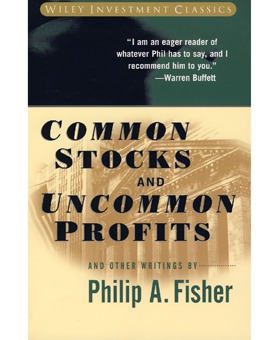 WILEY INVESTMENT CLASSICS
“I am an eager reader of
whatever Phil has to say, and I
recommend him to you.”
—Warren Buffett
COMMON
STOCKS
AND
UNCOMMON
PROFITS
AND OTHER WRITINGS BY
Philip A. Fisher